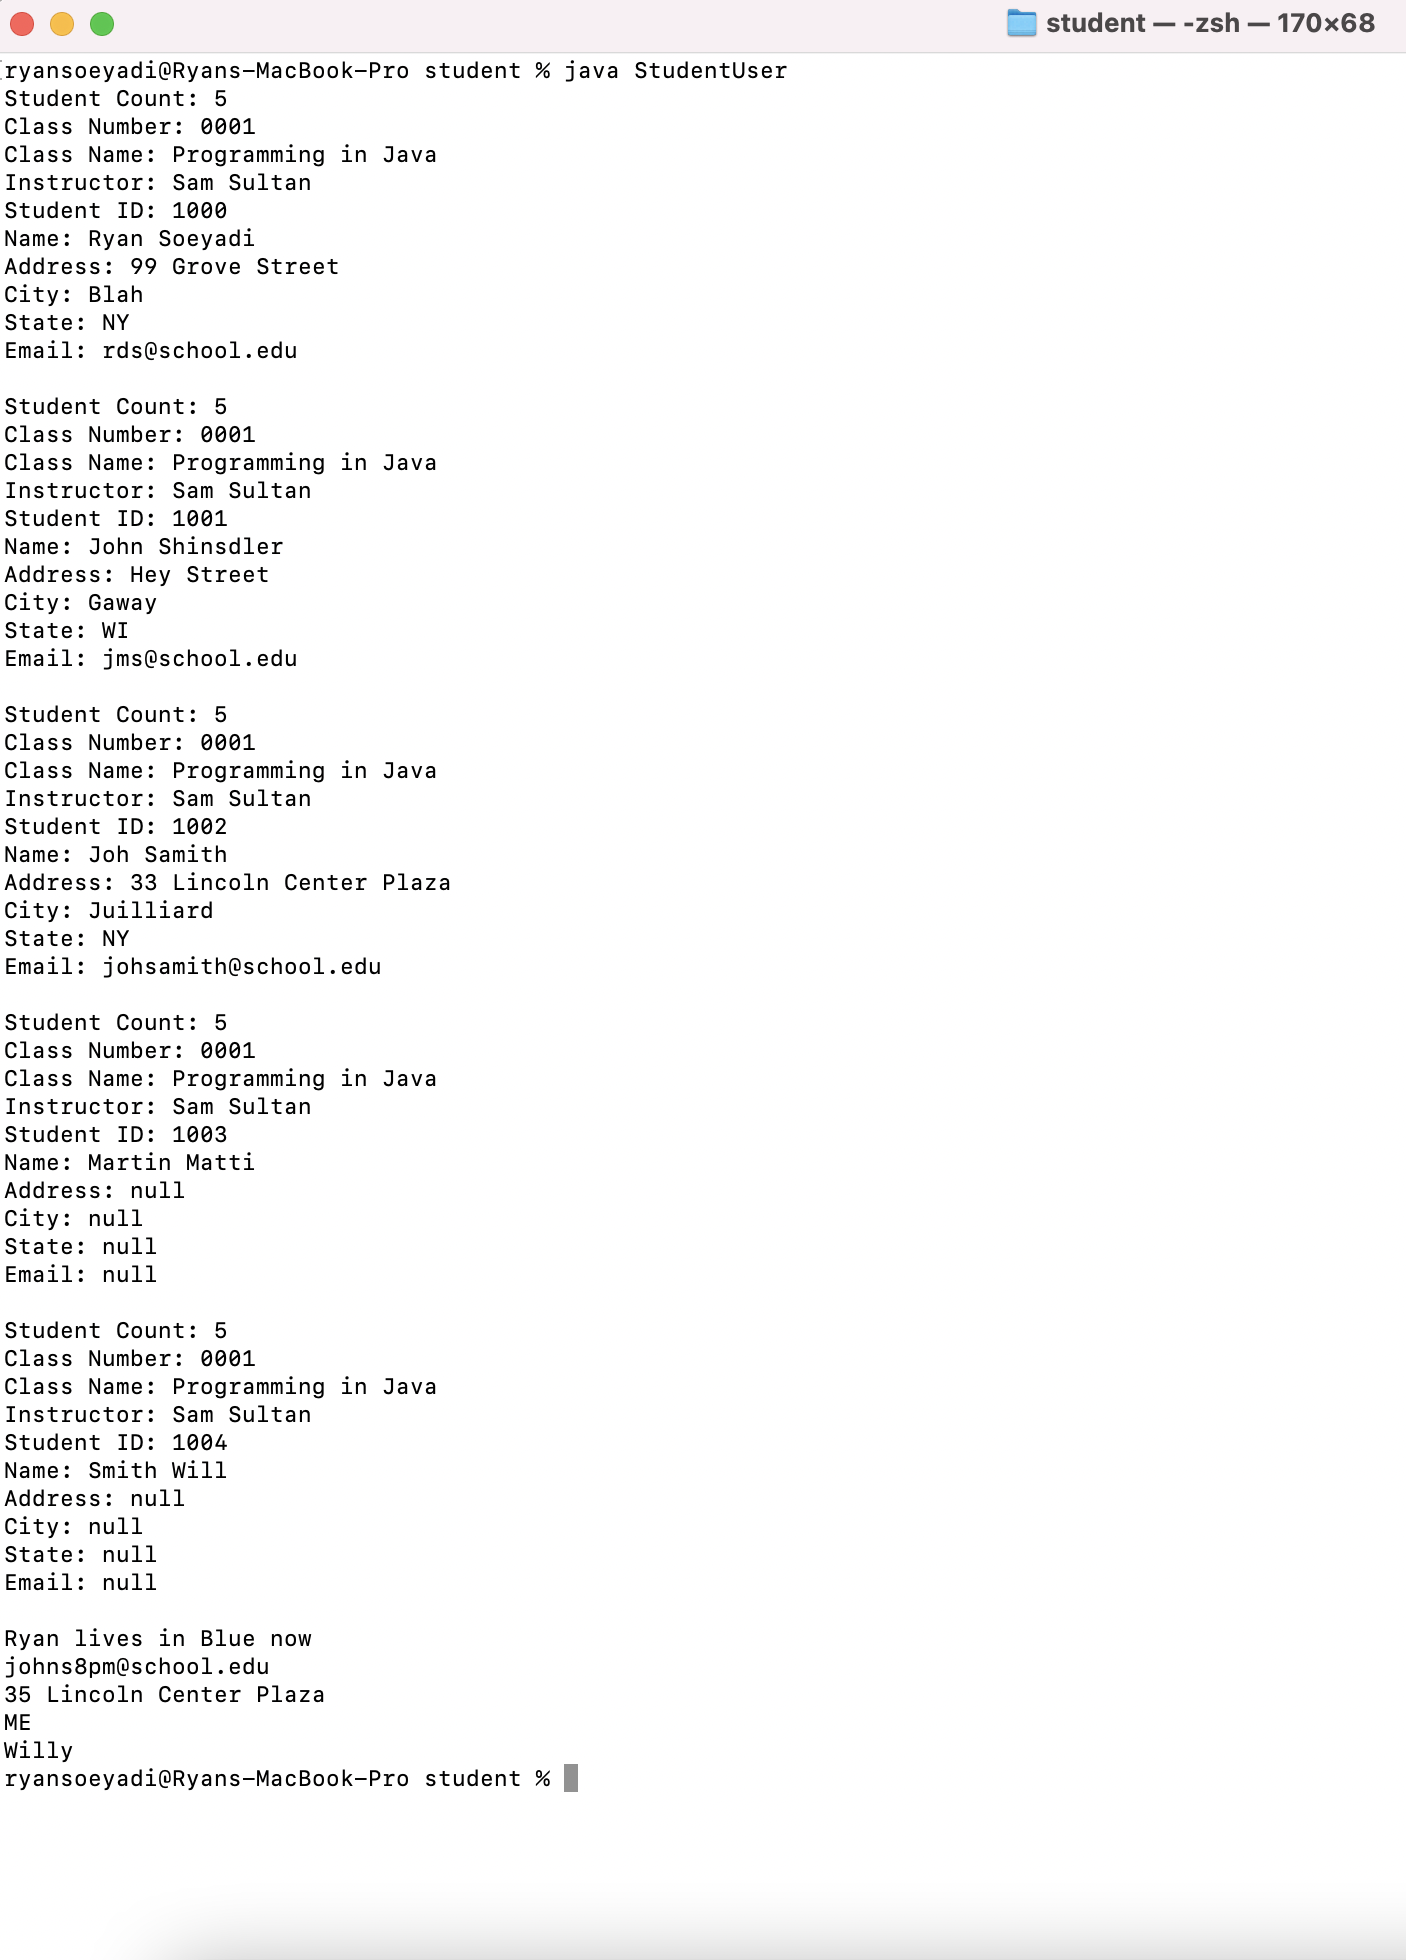 student — -zsh — 170×68
ryansoeyadi@Ryans-MacBook-Pro student % java StudentUser
Student Count: 5
Class Number: 0001
Class Name: Programming in Java
Instructor: Sam Sultan
Student ID: 1000
Name: Ryan Soeyadi
Address: 99 Grove Street
City: Blah
State: NY
Email: rds@school.edu
Student Count: 5
Class Number: 0001
Class Name: Programming in Java
Instructor: Sam Sultan
Student ID: 1001
Name: John Shinsdler
Address: Hey Street
City: Gaway
State: WI
Email: jms@school.edu
Student Count: 5
Class Number: 0001
Class Name: Programming in Java
Instructor: Sam Sultan
Student ID: 1002
Name: Joh Samith
Address: 33 Lincoln Center Plaza
City: Juilliard
State: NY
Email: johsamith@school.edu
Student Count: 5
Class Number: 0001
Class Name: Programming in Java
Instructor: Sam Sultan
Student ID: 1003
Name: Martin Matti
Address: null
City: null
State: null
Email: null
Student Count: 5
Class Number: 0001
Class Name: Programming in Java
Instructor: Sam Sultan
Student ID: 1004
Name: Smith Will
Address: null
City: null
State: null
Email: null
Ryan lives in Blue now
johns8pm@school.edu
35 Lincoln Center Plaza
ME
Willy
ryansoeyadi@Ryans-MacBook-Pro student %